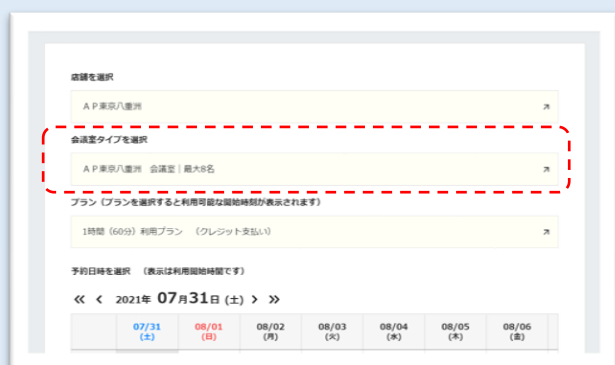 店舗を選択
ＡＰ東京八重洲
会議室タイプを選択
ＡＰ東京八重洲　会議室｜最大8名
プラン（プランを選択すると利用可能な開始時刻が表示されます）
1時間（60分）利用プラン　（クレジット支払い）
予約日時を選択　（表示は利用開始時間です）
≪ ＜ 2021年 07月31日 (土) ＞ ≫
07/31 08/01 08/02 08/03 08/04 08/05 08/06
(土) (日) (月) (火) (水) (木) (金)